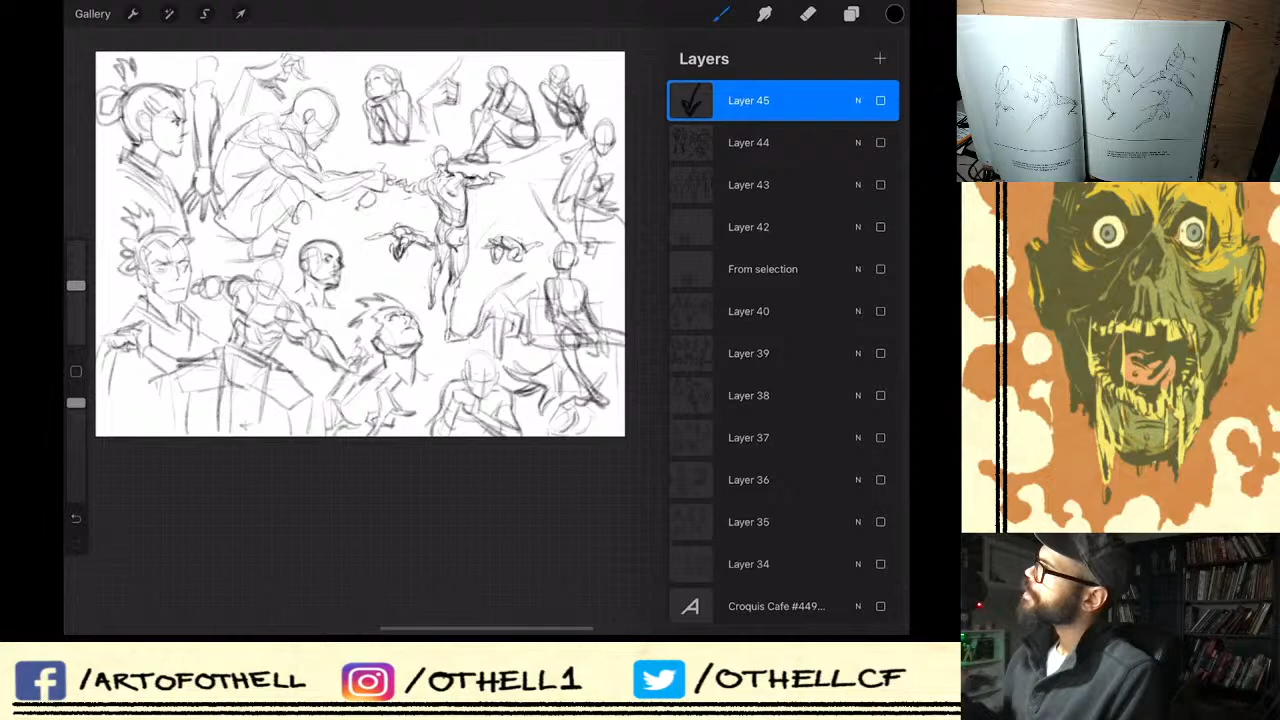 Gallery
Layers
Layer 45 N
Layer 44 N
Layer 43 N
Layer 42 N
From selection N
Layer 40 N
Layer 39 N
Layer 38 N
Layer 37 N
Layer 36 N
Layer 35 N
Layer 34 N
Croquis Cafe #449... N
/ARTOFOTHELL
/OTHELL1
/OTHELL_CF